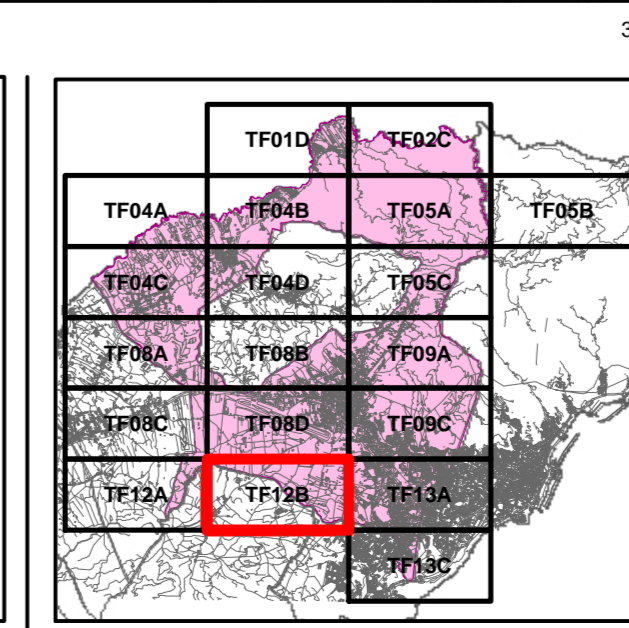 3
TF01D TF02C
TF04A TF04B TF05A TF05B
TF04C TF04D TF05C
TF08A TF08B TF09A
TF08C TF08D TF09C
TF12A TF12B TF13A
TF13C